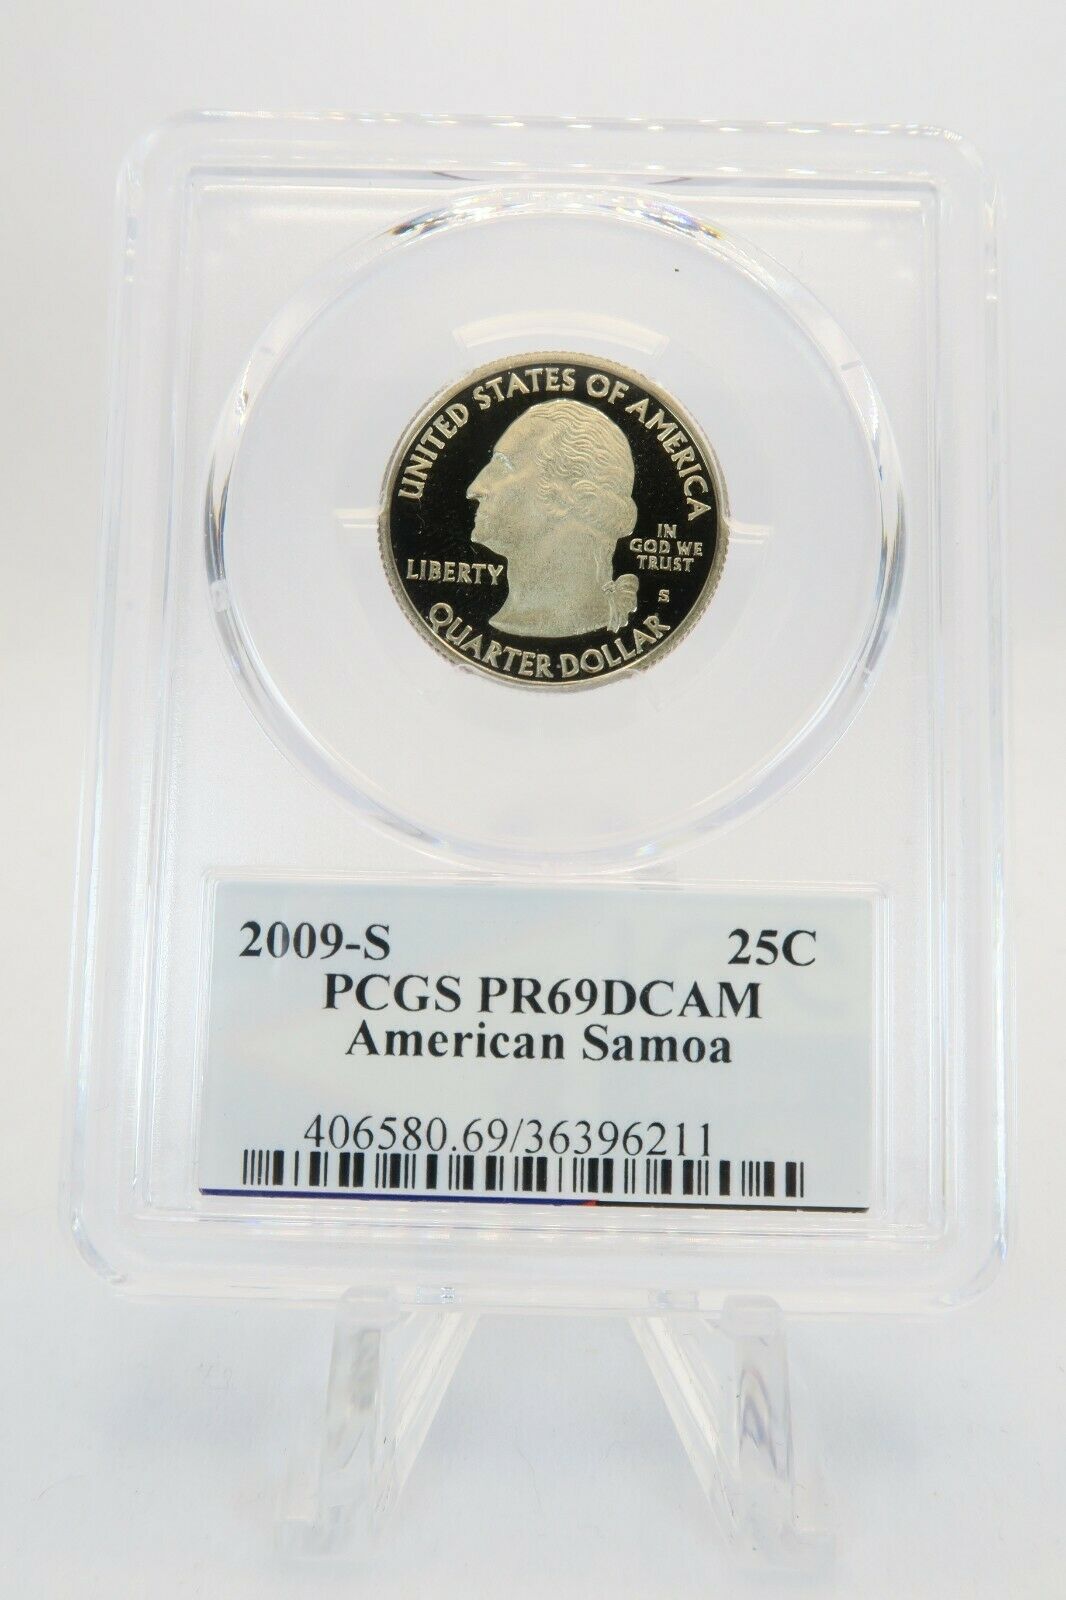 UNITED STATES OF AMERICA
IN
GOD WE
TRUST
LIBERTY
S
QUARTER DOLLAR
2009-S 25C
PCGS PR69DCAM
American Samoa
406580.69/36396211